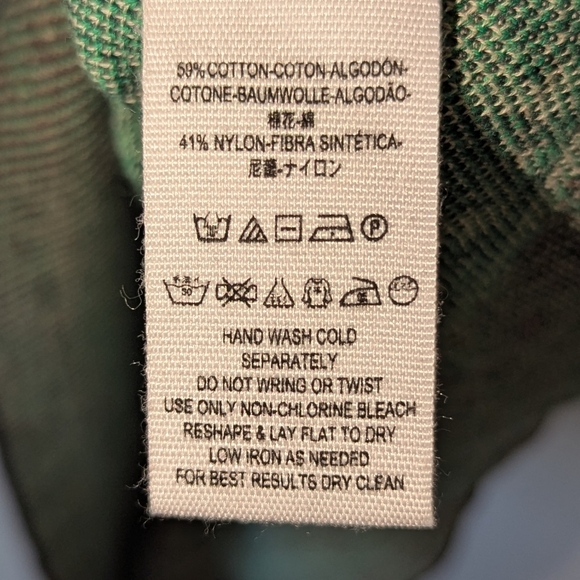 59% COTTON-COTON-ALGODÓN-
COTONE-BAUMWOLLE-ALGODÃO-
棉花-綿
41% NYLON-FIBRA SINTÉTICA-
尼龍-ナイロン
P
HAND WASH COLD
SEPARATELY
DO NOT WRING OR TWIST
USE ONLY NON-CHLORINE BLEACH
RESHAPE & LAY FLAT TO DRY
LOW IRON AS NEEDED
FOR BEST RESULTS DRY CLEAN